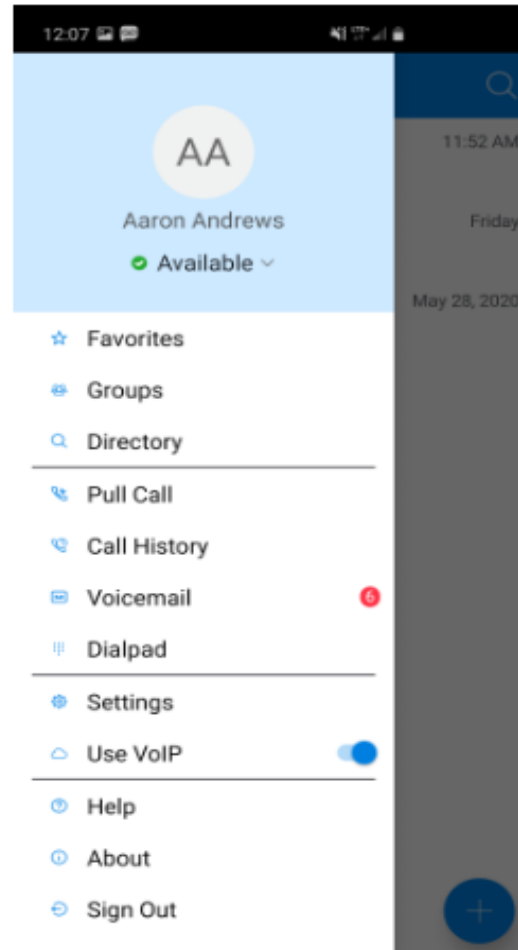 12:07
AA
11:52 AM
Aaron Andrews
Friday
Available
May 28, 2020
Favorites
Groups
Directory
Pull Call
Call History
Voicemail 6
Dialpad
Settings
Use VoIP
Help
About
Sign Out